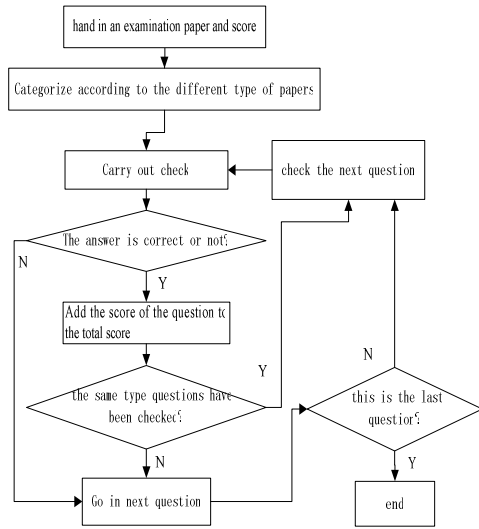 hand in an examination paper and score
Categorize according to the different type of papers
Carry out check
check the next question
The answer is correct or not?
N
Y
Add the score of the question to
the total score
Y
N
the same type questions have
been checked?
this is the last
question?
N
Y
Go in next question
end